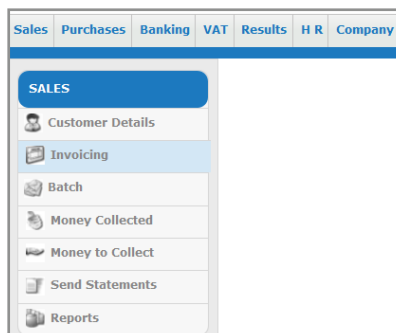 Sales Purchases Banking VAT Results H R Company
SALES
Customer Details
Invoicing
Batch
Money Collected
Money to Collect
Send Statements
Reports